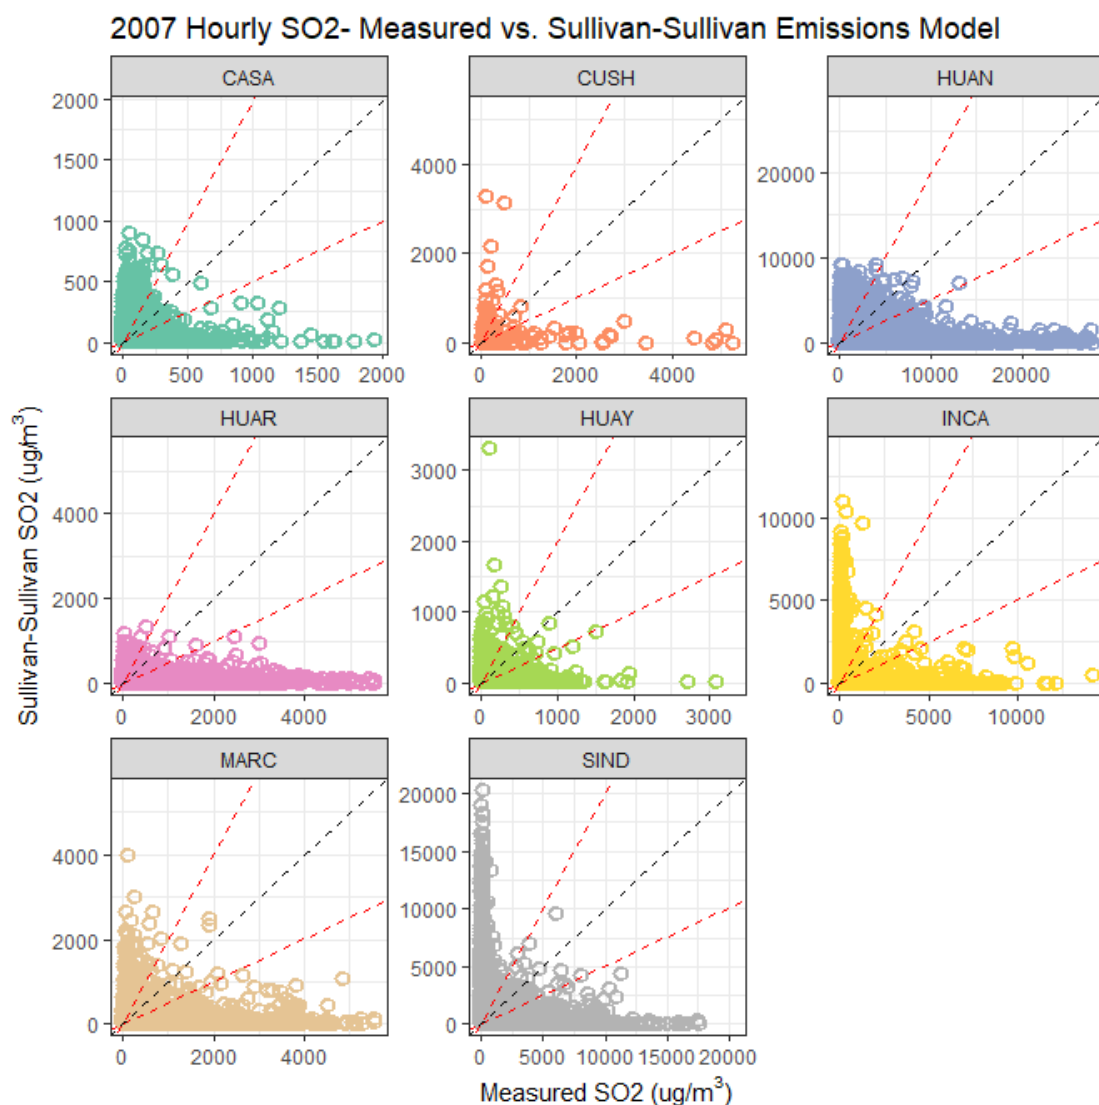 2007 Hourly SO2- Measured vs. Sullivan-Sullivan Emissions Model
CASA
CUSH
HUAN
2000
1500
1000
500
0
4000
2000
0
20000
10000
0
0 500 1000 1500 2000
0 2000 4000
0 10000 20000
HUAR
HUAY
INCA
4000
2000
0
3000
2000
1000
0
10000
5000
0
0 2000 4000
0 1000 2000 3000
0 5000 10000
MARC
SIND
4000
2000
0
20000
15000
10000
5000
0
0 2000 4000
0 5000 10000 15000 20000
Sullivan-Sullivan SO2 (ug/m³)
Measured SO2 (ug/m³)